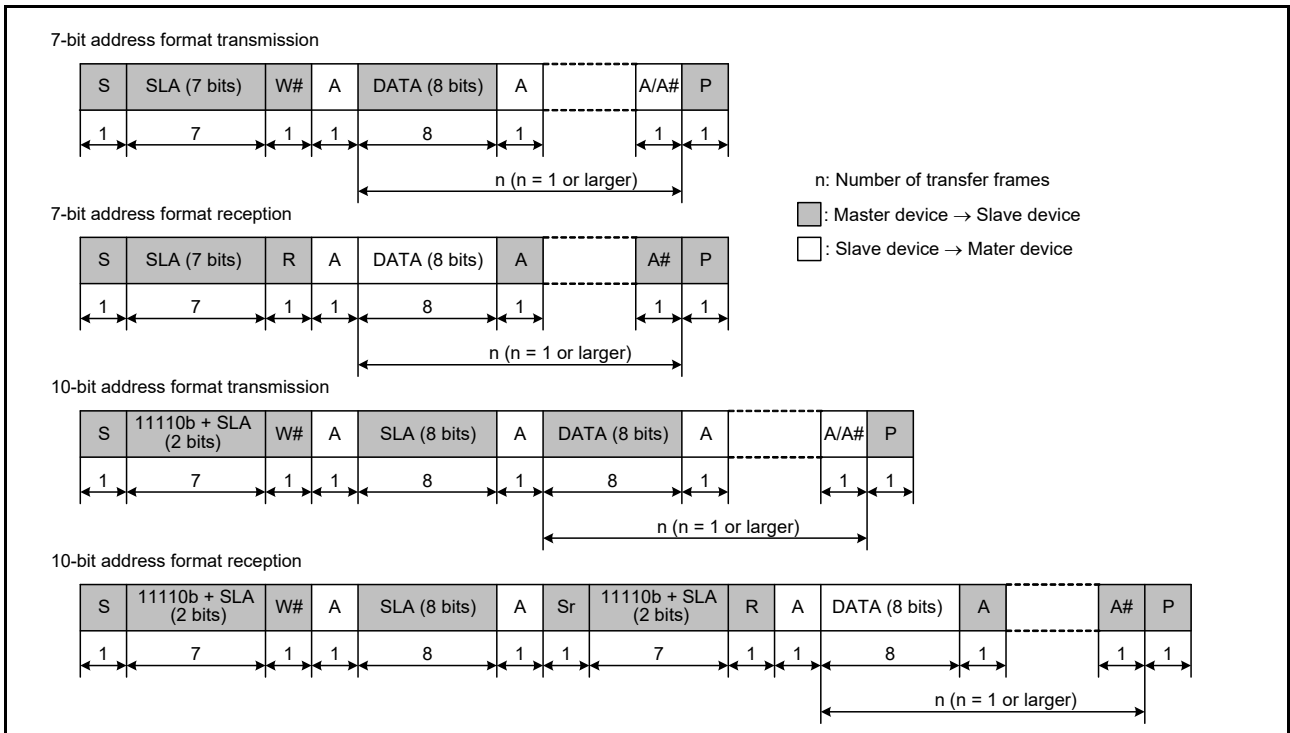 7-bit address format transmission
S SLA (7 bits) W# A DATA (8 bits) A A/A# P
1 7 1 1 8 1 1 1
n (n = 1 or larger)
n: Number of transfer frames
: Master device → Slave device
: Slave device → Mater device
7-bit address format reception
S SLA (7 bits) R A DATA (8 bits) A A# P
1 7 1 1 8 1 1 1
n (n = 1 or larger)
10-bit address format transmission
S 11110b + SLA (2 bits) W# A SLA (8 bits) A DATA (8 bits) A A/A# P
1 7 1 1 8 1 8 1 1 1
n (n = 1 or larger)
10-bit address format reception
S 11110b + SLA (2 bits) W# A SLA (8 bits) A Sr 11110b + SLA (2 bits) R A DATA (8 bits) A A# P
1 7 1 1 8 1 1 7 1 1 8 1 1 1
n (n = 1 or larger)